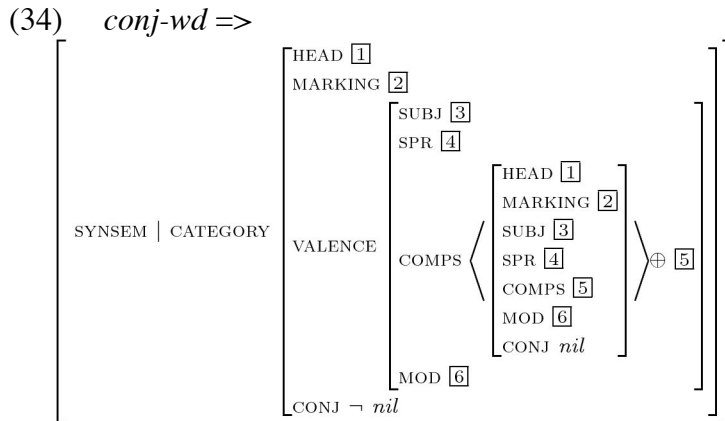 (34) conj-wd =>
HEAD 1
MARKING 2
SUBJ 3
SPR 4
HEAD 1
MARKING 2
SYNSEM | CATEGORY
VALENCE
COMPS
SUBJ 3
SPR 4
⊕ 5
COMPS 5
MOD 6
CONJ nil
MOD 6
CONJ ¬ nil